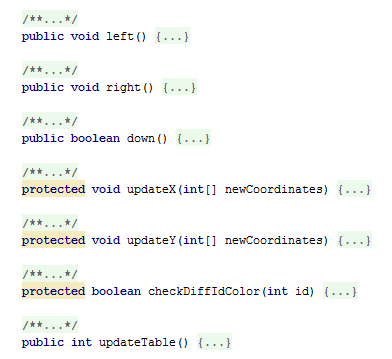 /**...*/
public void left() {...}
/**...*/
public void right() {...}
/**...*/
public boolean down() {...}
/**...*/
protected void updateX(int[] newCoordinates) {...}
/**...*/
protected void updateY(int[] newCoordinates) {...}
/**...*/
protected boolean checkDiffIdColor(int id) {...}
/**...*/
public int updateTable() {...}